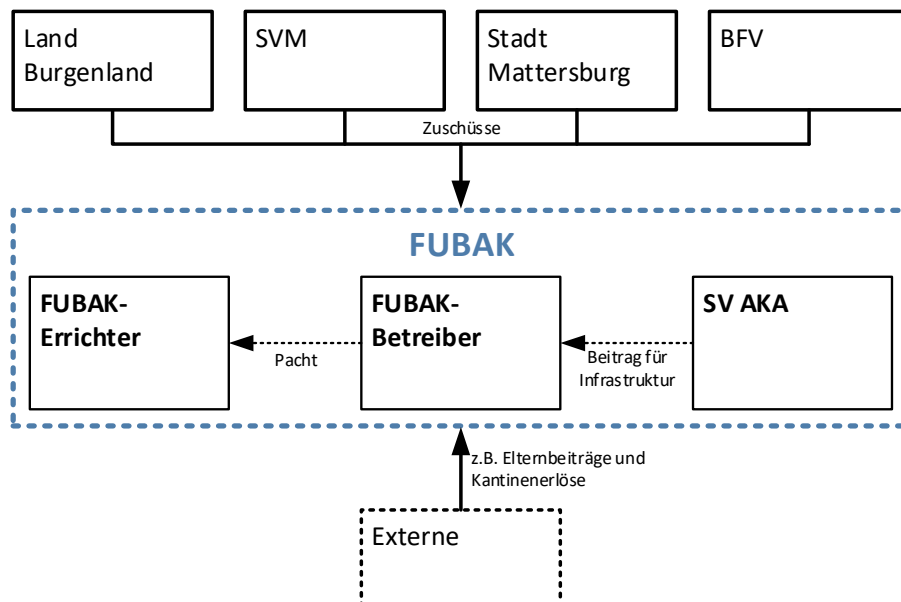 Land
Burgenland
SVM
Stadt
Mattersburg
BFV
Zuschüsse
FUBAK
FUBAK-
Errichter
FUBAK-
Betreiber
SV AKA
Pacht
Beitrag für
Infrastruktur
z.B. Elternbeiträge und
Kantinenerlöse
Externe